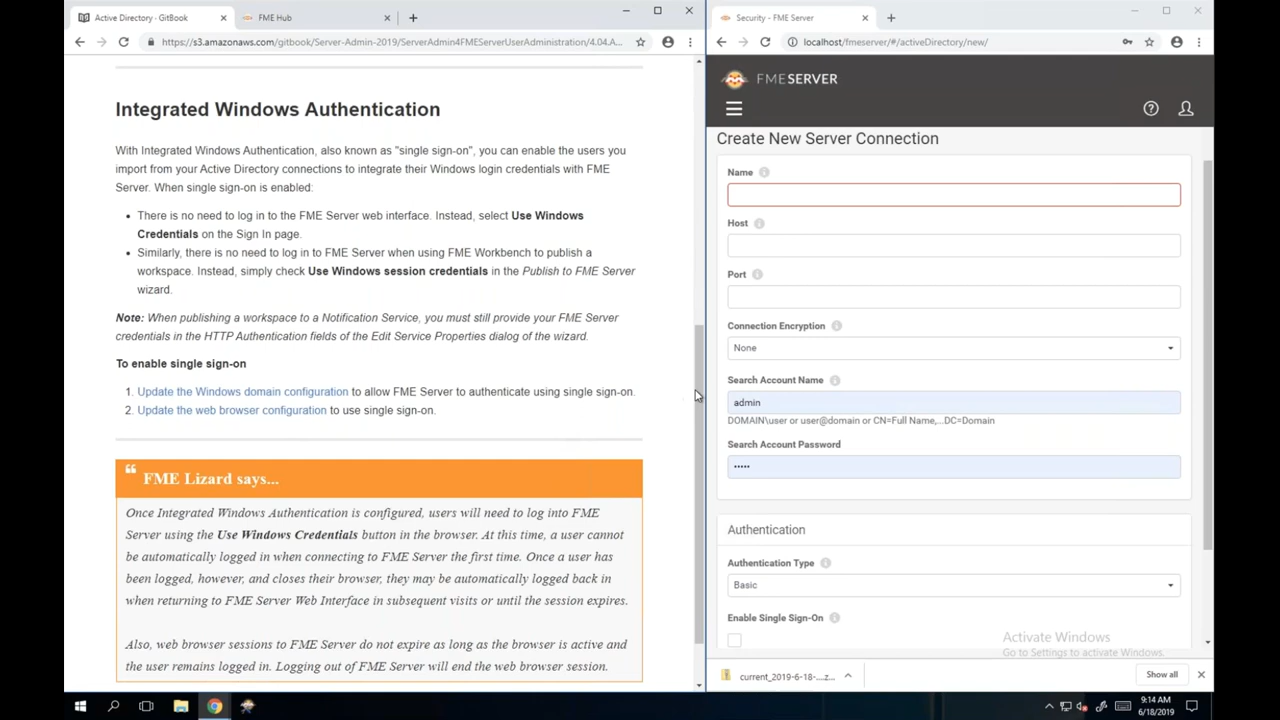 Active Directory · GitBook
FME Hub
Security - FME Server
https://s3.amazonaws.com/gitbook/Server-Admin-2019/ServerAdmin4FMEServerUserAdministration/4.04.A...
localhost/fmeserver/#/activeDirectory/new/
Integrated Windows Authentication
With Integrated Windows Authentication, also known as "single sign-on", you can enable the users you
import from your Active Directory connections to integrate their Windows login credentials with FME
Server. When single sign-on is enabled:
• There is no need to log in to the FME Server web interface. Instead, select Use Windows
Credentials on the Sign In page.
• Similarly, there is no need to log in to FME Server when using FME Workbench to publish a
workspace. Instead, simply check Use Windows session credentials in the Publish to FME Server
wizard.
Note: When publishing a workspace to a Notification Service, you must still provide your FME Server
credentials in the HTTP Authentication fields of the Edit Service Properties dialog of the wizard.
To enable single sign-on
1. Update the Windows domain configuration to allow FME Server to authenticate using single sign-on.
2. Update the web browser configuration to use single sign-on.
FME Lizard says...
Once Integrated Windows Authentication is configured, users will need to log into FME
Server using the Use Windows Credentials button in the browser. At this time, a user cannot
be automatically logged in when connecting to FME Server the first time. Once a user has
been logged, however, and closes their browser, they may be automatically logged back in
when returning to FME Server Web Interface in subsequent visits or until the session expires.
Also, web browser sessions to FME Server do not expire as long as the browser is active and
the user remains logged in. Logging out of FME Server will end the web browser session.
FMESERVER
Create New Server Connection
Name
Host
Port
Connection Encryption
None
Search Account Name
admin
DOMAIN\user or user@domain or CN=Full Name,...DC=Domain
Search Account Password
•••••
Authentication
Authentication Type
Basic
Enable Single Sign-On
Activate Windows
Go to Settings to activate Windows.
current_2019-6-18-....z...
Show all
9:14 AM
6/18/2019